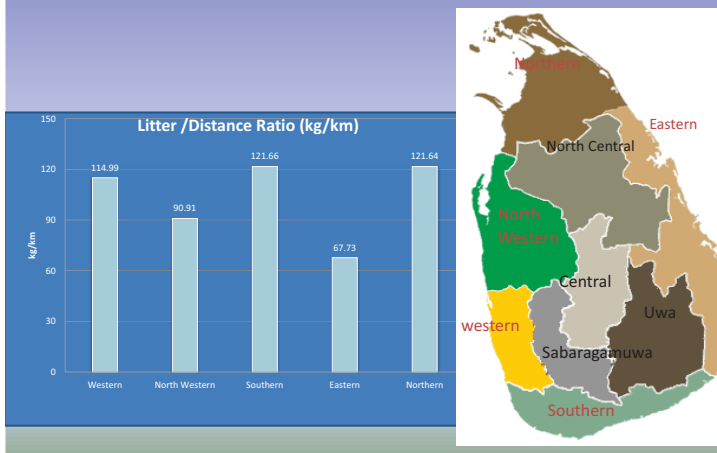 Litter /Distance Ratio (kg/km)
150
120
90
60
30
0
kg/km
114.99
90.91
121.66
67.73
121.64
Western
North Western
Southern
Eastern
Northern
Northern
Eastern
North Central
North
Western
Central
Uwa
western
Sabaragamuwa
Southern